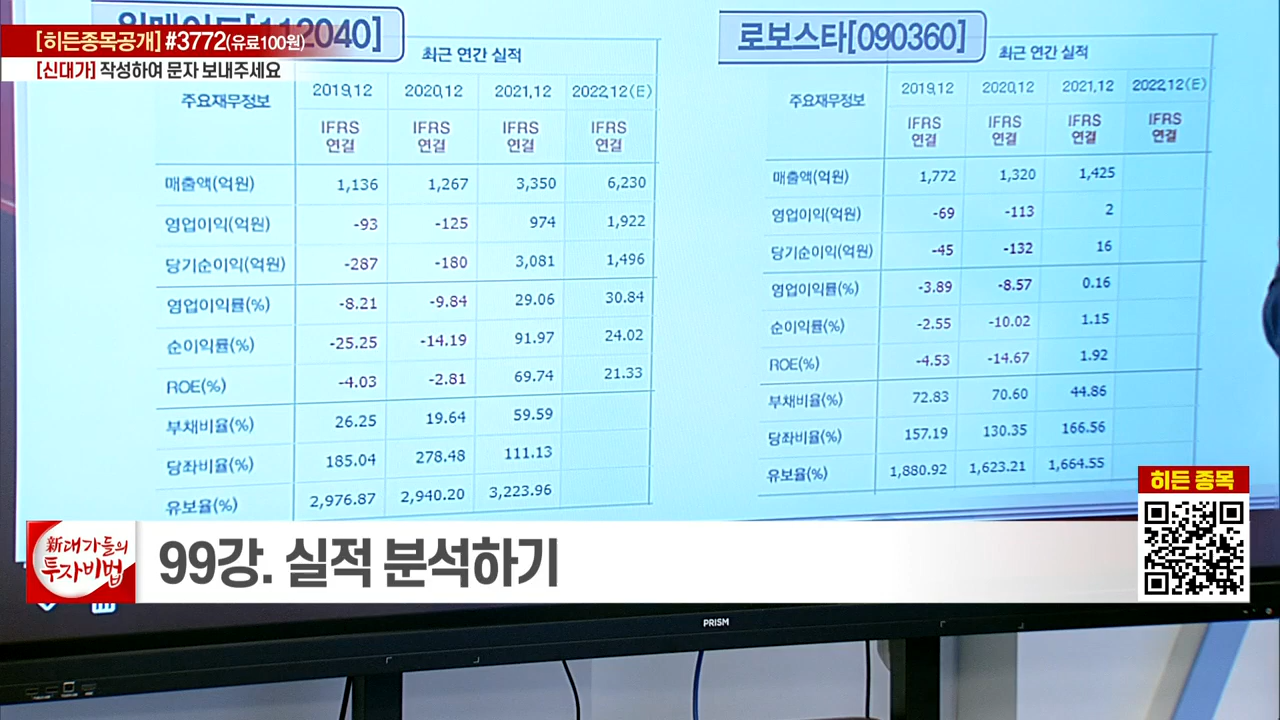 [히든종목공개] #3772(유료100원)
[신대가] 작성하여 문자 보내주세요
위메이드[112040]
최근 연간 실적
주요재무정보 2019.12 2020.12 2021.12 2022.12(E)
IFRS 연결 IFRS 연결 IFRS 연결 IFRS 연결
매출액(억원) 1,136 1,267 3,350 6,230
영업이익(억원) -93 -125 974 1,922
당기순이익(억원) -287 -180 3,081 1,496
영업이익률(%) -8.21 -9.84 29.06 30.84
순이익률(%) -25.25 -14.19 91.97 24.02
ROE(%) -4.03 -2.81 69.74 21.33
부채비율(%) 26.25 19.64 59.59
당좌비율(%) 185.04 278.48 111.13
유보율(%) 2,976.87 2,940.20 3,223.96
로보스타[090360]
최근 연간 실적
주요재무정보 2019.12 2020.12 2021.12 2022.12(E)
IFRS 연결 IFRS 연결 IFRS 연결 IFRS 연결
매출액(억원) 1,772 1,320 1,425
영업이익(억원) -69 -113 2
당기순이익(억원) -45 -132 16
영업이익률(%) -3.89 -8.57 0.16
순이익률(%) -2.55 -10.02 1.15
ROE(%) -4.53 -14.67 1.92
부채비율(%) 72.83 70.60 44.86
당좌비율(%) 157.19 130.35 166.56
유보율(%) 1,880.92 1,623.21 1,664.55
히든 종목
新대가들의
투자비법
99강. 실적 분석하기
PRISM